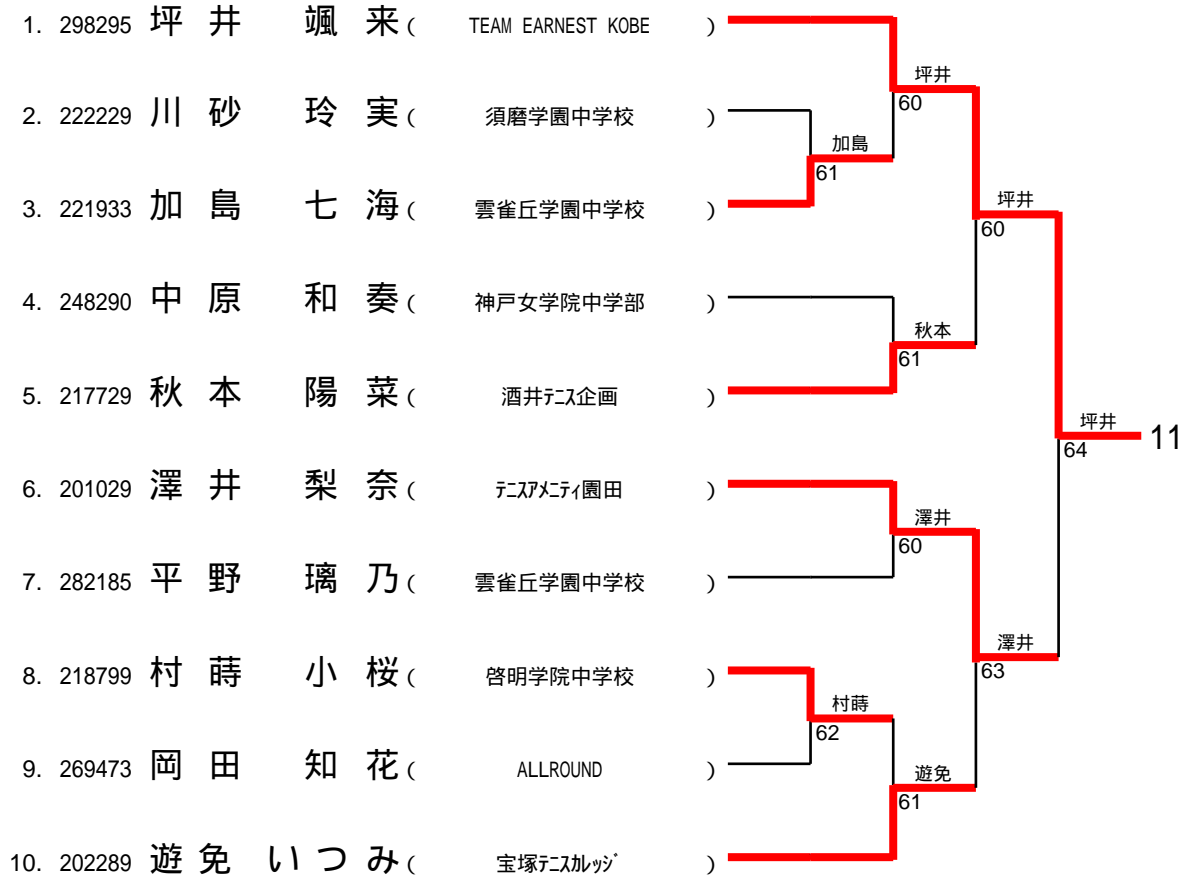 1. 298295 坪井 颯来( TEAM EARNEST KOBE )
坪井
60
2. 222229 川砂 玲実( 須磨学園中学校 )
加島
61
3. 221933 加島 七海( 雲雀丘学園中学校 )
坪井
60
4. 248290 中原 和奏( 神戸女学院中学部 )
秋本
61
5. 217729 秋本 陽菜( 酒井ﾃﾆｽ企画 )
坪井
64
11
6. 201029 澤井 梨奈( ﾃﾆｽｱﾒﾆﾃｨ園田 )
澤井
60
7. 282185 平野 璃乃( 雲雀丘学園中学校 )
澤井
63
8. 218799 村蒔 小桜( 啓明学院中学校 )
村蒔
62
9. 269473 岡田 知花( ALLROUND )
遊免
61
10. 202289 遊免 いつみ( 宝塚ﾃﾆｽｶﾚｯｼﾞ )